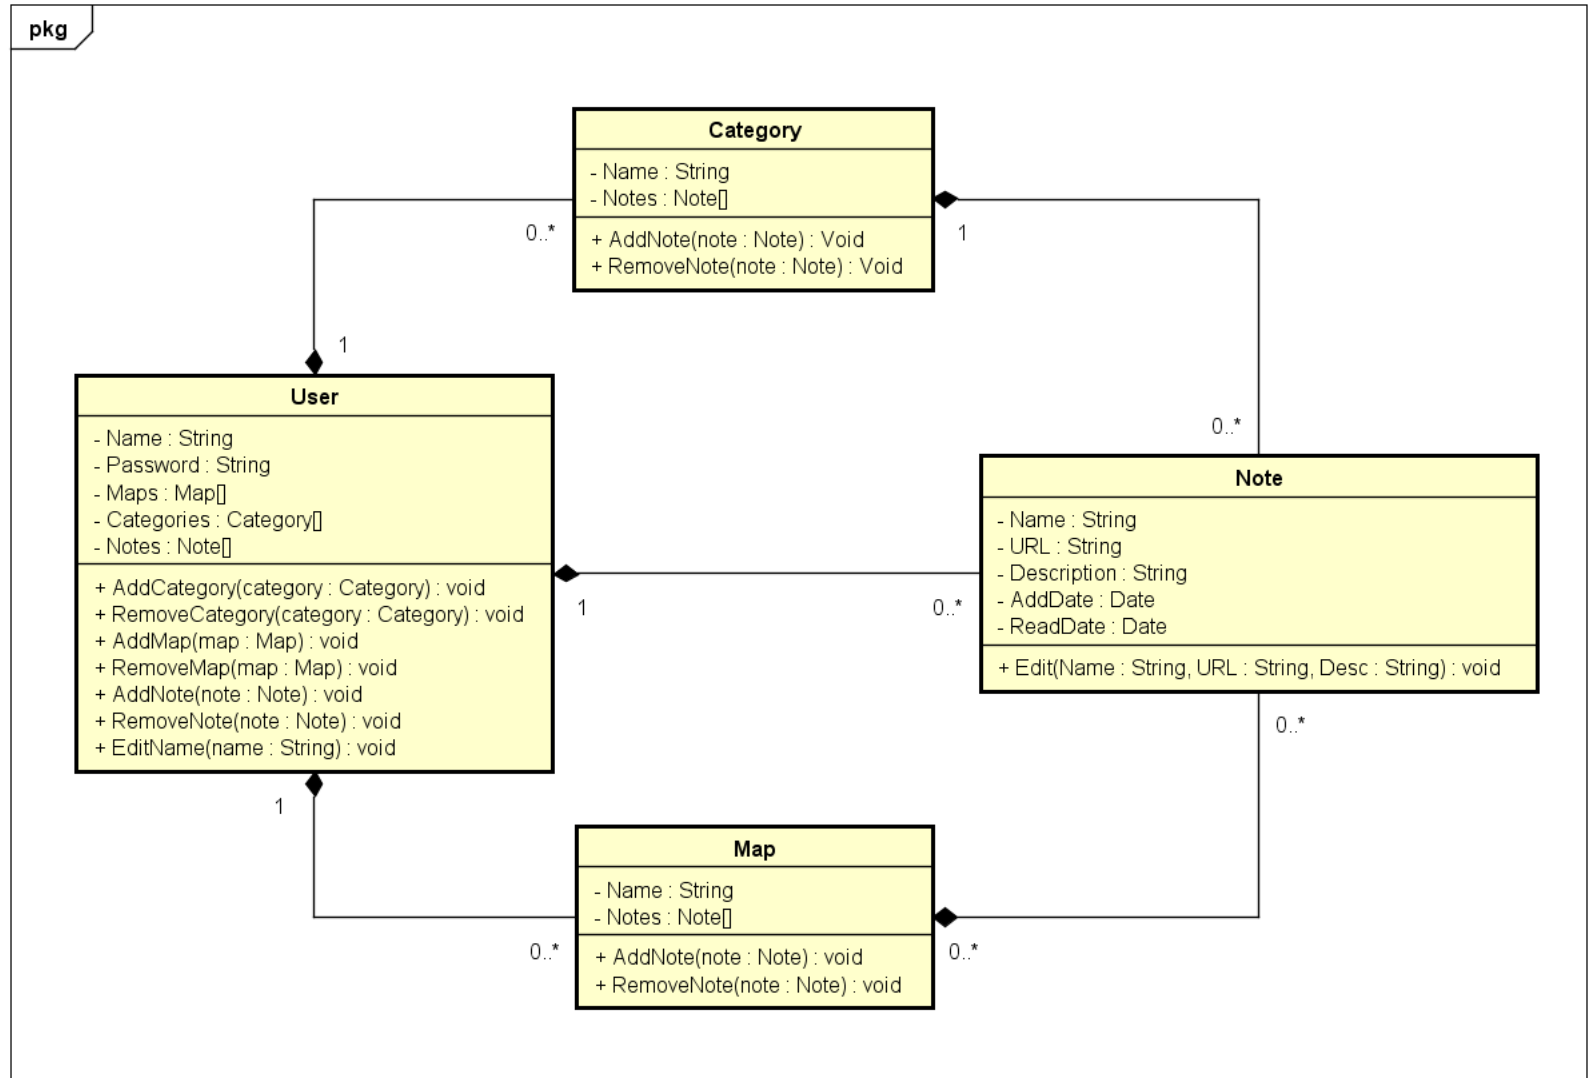 pkg
Category
- Name : String
- Notes : Note[]
+ AddNote(note : Note) : Void
+ RemoveNote(note : Note) : Void
0..*
1
1
0..*
User
- Name : String
- Password : String
- Maps : Map[]
- Categories : Category[]
- Notes : Note[]
+ AddCategory(category : Category) : void
+ RemoveCategory(category : Category) : void
+ AddMap(map : Map) : void
+ RemoveMap(map : Map) : void
+ AddNote(note : Note) : void
+ RemoveNote(note : Note) : void
+ EditName(name : String) : void
1
0..*
Note
- Name : String
- URL : String
- Description : String
- AddDate : Date
- ReadDate : Date
+ Edit(Name : String, URL : String, Desc : String) : void
0..*
1
Map
- Name : String
- Notes : Note[]
+ AddNote(note : Note) : void
+ RemoveNote(note : Note) : void
0..*
0..*